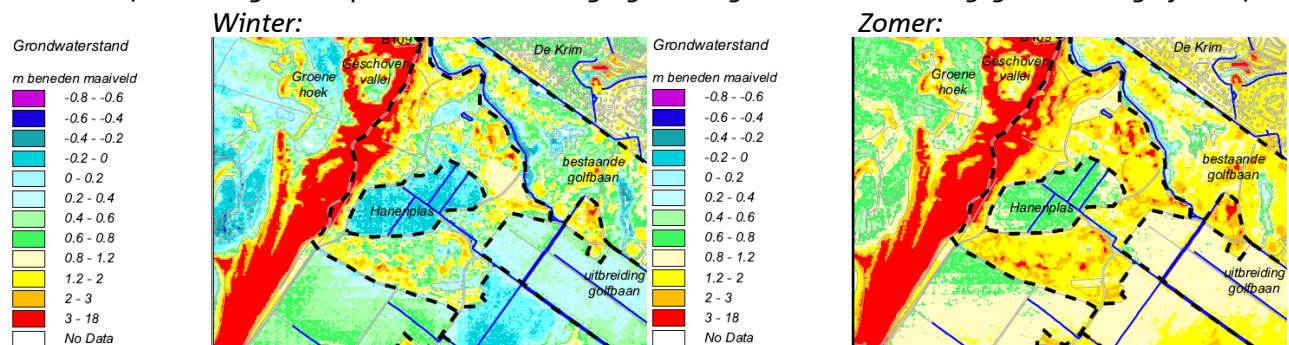 Winter:
Zomer:
Grondwaterstand
m beneden maaiveld
-0.8 - -0.6
-0.6 - -0.4
-0.4 - -0.2
-0.2 - 0
0 - 0.2
0.2 - 0.4
0.4 - 0.6
0.6 - 0.8
0.8 - 1.2
1.2 - 2
2 - 3
3 - 18
No Data
B109
De Krim
Geschoven
vallei
Groene
hoek
bestaande
golfbaan
Hanenplas
uitbreiding
golfbaan
Grondwaterstand
m beneden maaiveld
-0.8 - -0.6
-0.6 - -0.4
-0.4 - -0.2
-0.2 - 0
0 - 0.2
0.2 - 0.4
0.4 - 0.6
0.6 - 0.8
0.8 - 1.2
1.2 - 2
2 - 3
3 - 18
No Data
B109
De Krim
Geschoven
vallei
Groene
hoek
bestaande
golfbaan
Hanenplas
uitbreiding
golfbaan